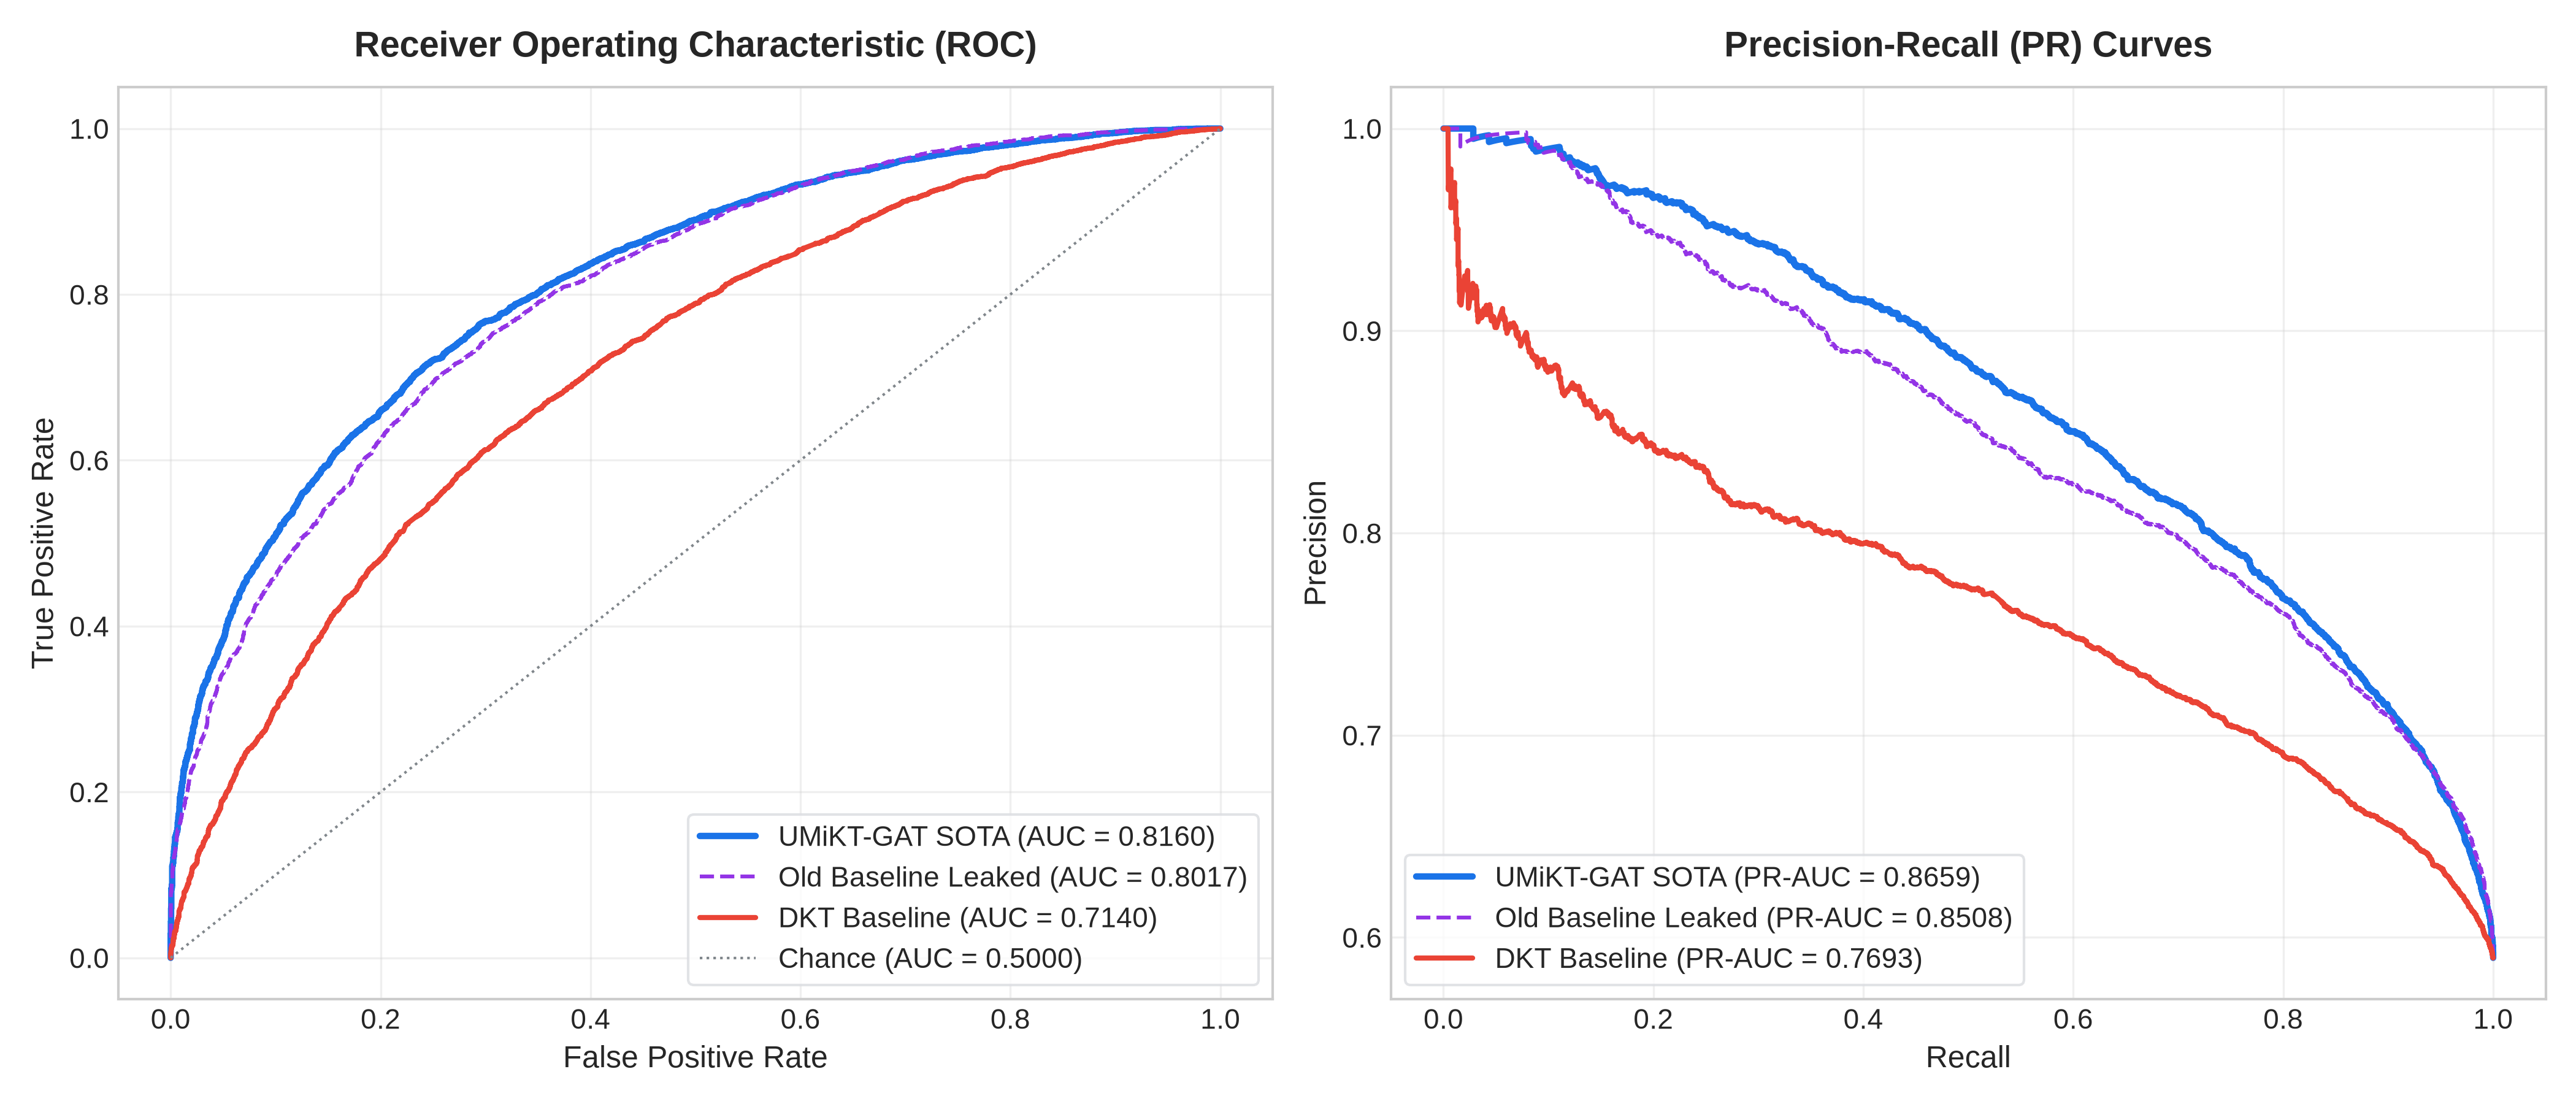 Receiver Operating Characteristic (ROC)
True Positive Rate
1.0
0.8
0.6
0.4
0.2
0.0
UMiKT-GAT SOTA (AUC = 0.8160)
Old Baseline Leaked (AUC = 0.8017)
DKT Baseline (AUC = 0.7140)
Chance (AUC = 0.5000)
0.0 0.2 0.4 0.6 0.8 1.0
False Positive Rate
Precision-Recall (PR) Curves
Precision
1.0
0.9
0.8
0.7
0.6
UMiKT-GAT SOTA (PR-AUC = 0.8659)
Old Baseline Leaked (PR-AUC = 0.8508)
DKT Baseline (PR-AUC = 0.7693)
0.0 0.2 0.4 0.6 0.8 1.0
Recall